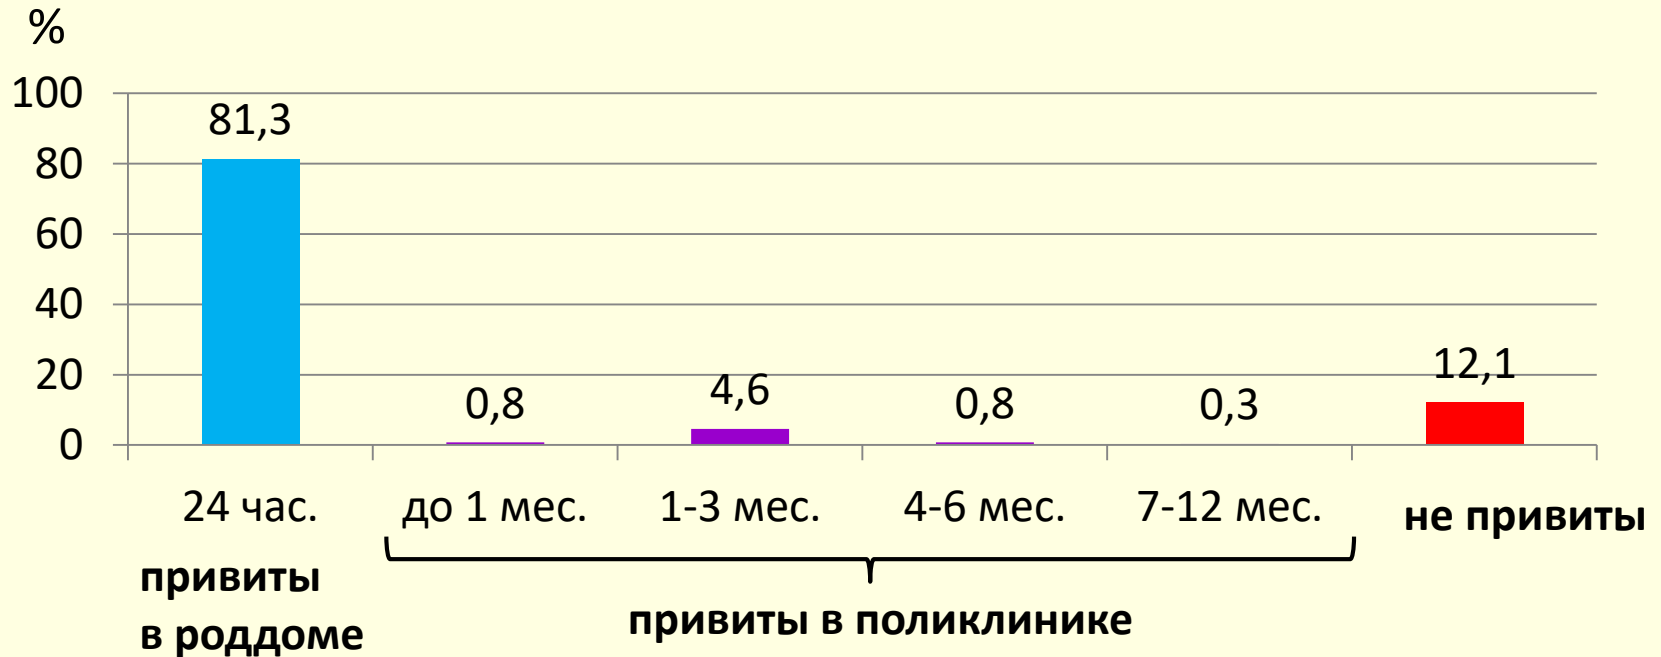 %
100
80
60
40
20
0
81,3
0,8
4,6
0,8
0,3
12,1
24 час.
до 1 мес.
1-3 мес.
4-6 мес.
7-12 мес.
не привиты
привиты
в роддоме
привиты в поликлинике